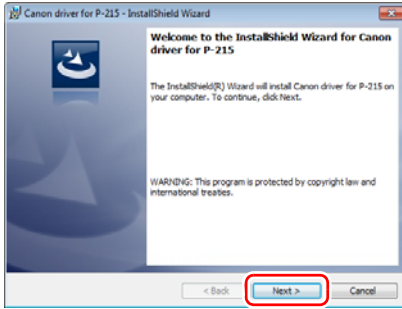 Canon driver for P-215 - InstallShield Wizard
Welcome to the InstallShield Wizard for Canon
driver for P-215
The InstallShield(R) Wizard will install Canon driver for P-215 on
your computer. To continue, click Next.
WARNING: This program is protected by copyright law and
international treaties.
< Back
Next >
Cancel